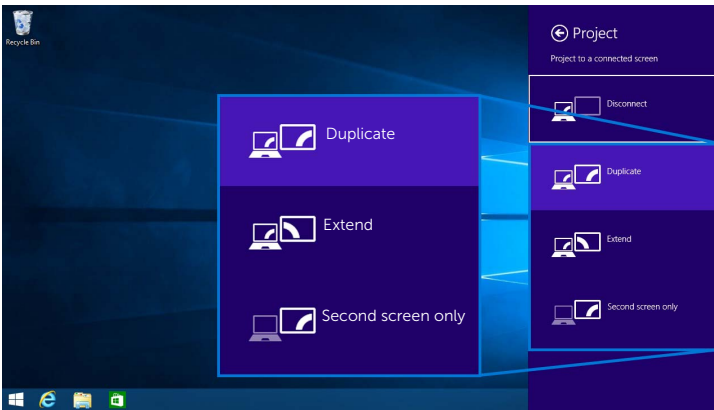 Recycle Bin
Project
Project to a connected screen
Disconnect
Duplicate
Extend
Second screen only
Duplicate
Extend
Second screen only